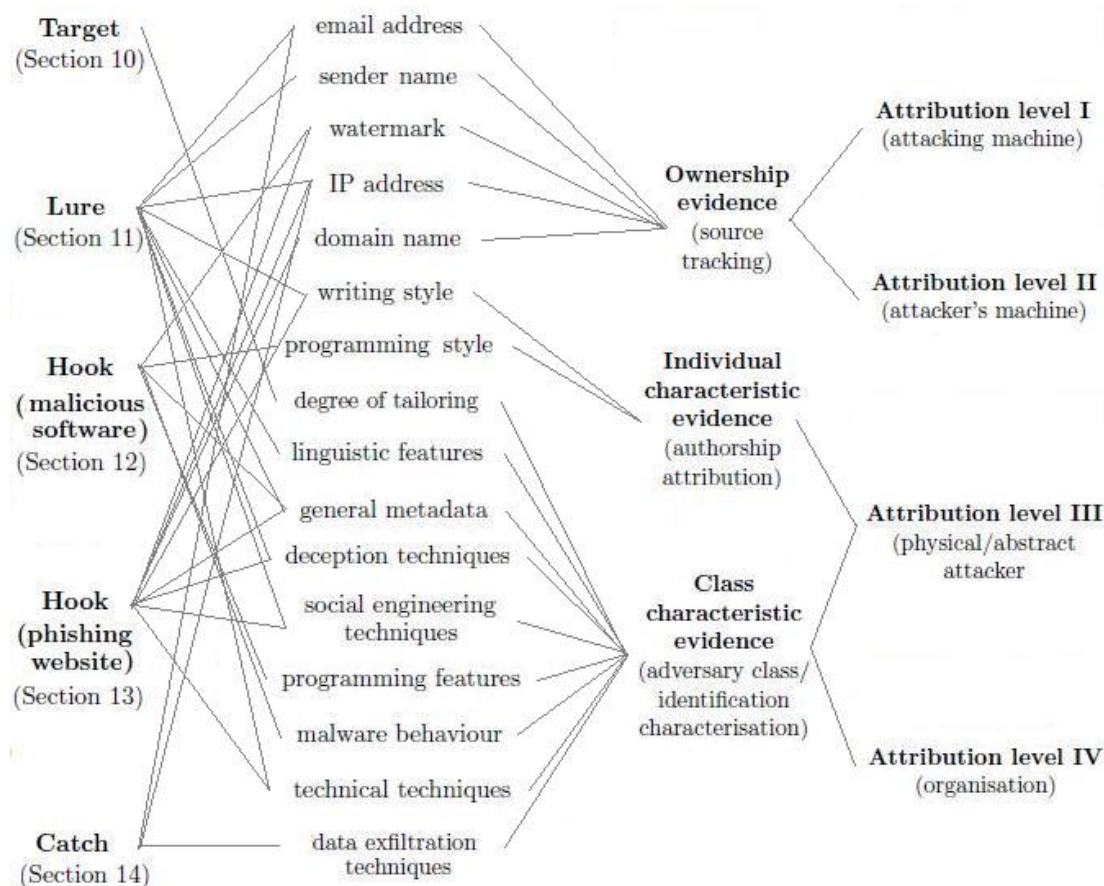 Target
(Section 10)
Lure
(Section 11)
Hook
(malicious
software)
(Section 12)
Hook
(phishing
website)
(Section 13)
Catch
(Section 14)
email address
sender name
watermark
IP address
domain name
writing style
programming style
degree of tailoring
linguistic features
general metadata
deception techniques
social engineering
techniques
programming features
malware behaviour
technical techniques
data exfiltration
techniques
Ownership
evidence
(source
tracking)
Individual
characteristic
evidence
(authorship
attribution)
Class
characteristic
evidence
(adversary class/
identification
characterisation)
Attribution level I
(attacking machine)
Attribution level II
(attacker's machine)
Attribution level III
(physical/abstract
attacker
Attribution level IV
(organisation)